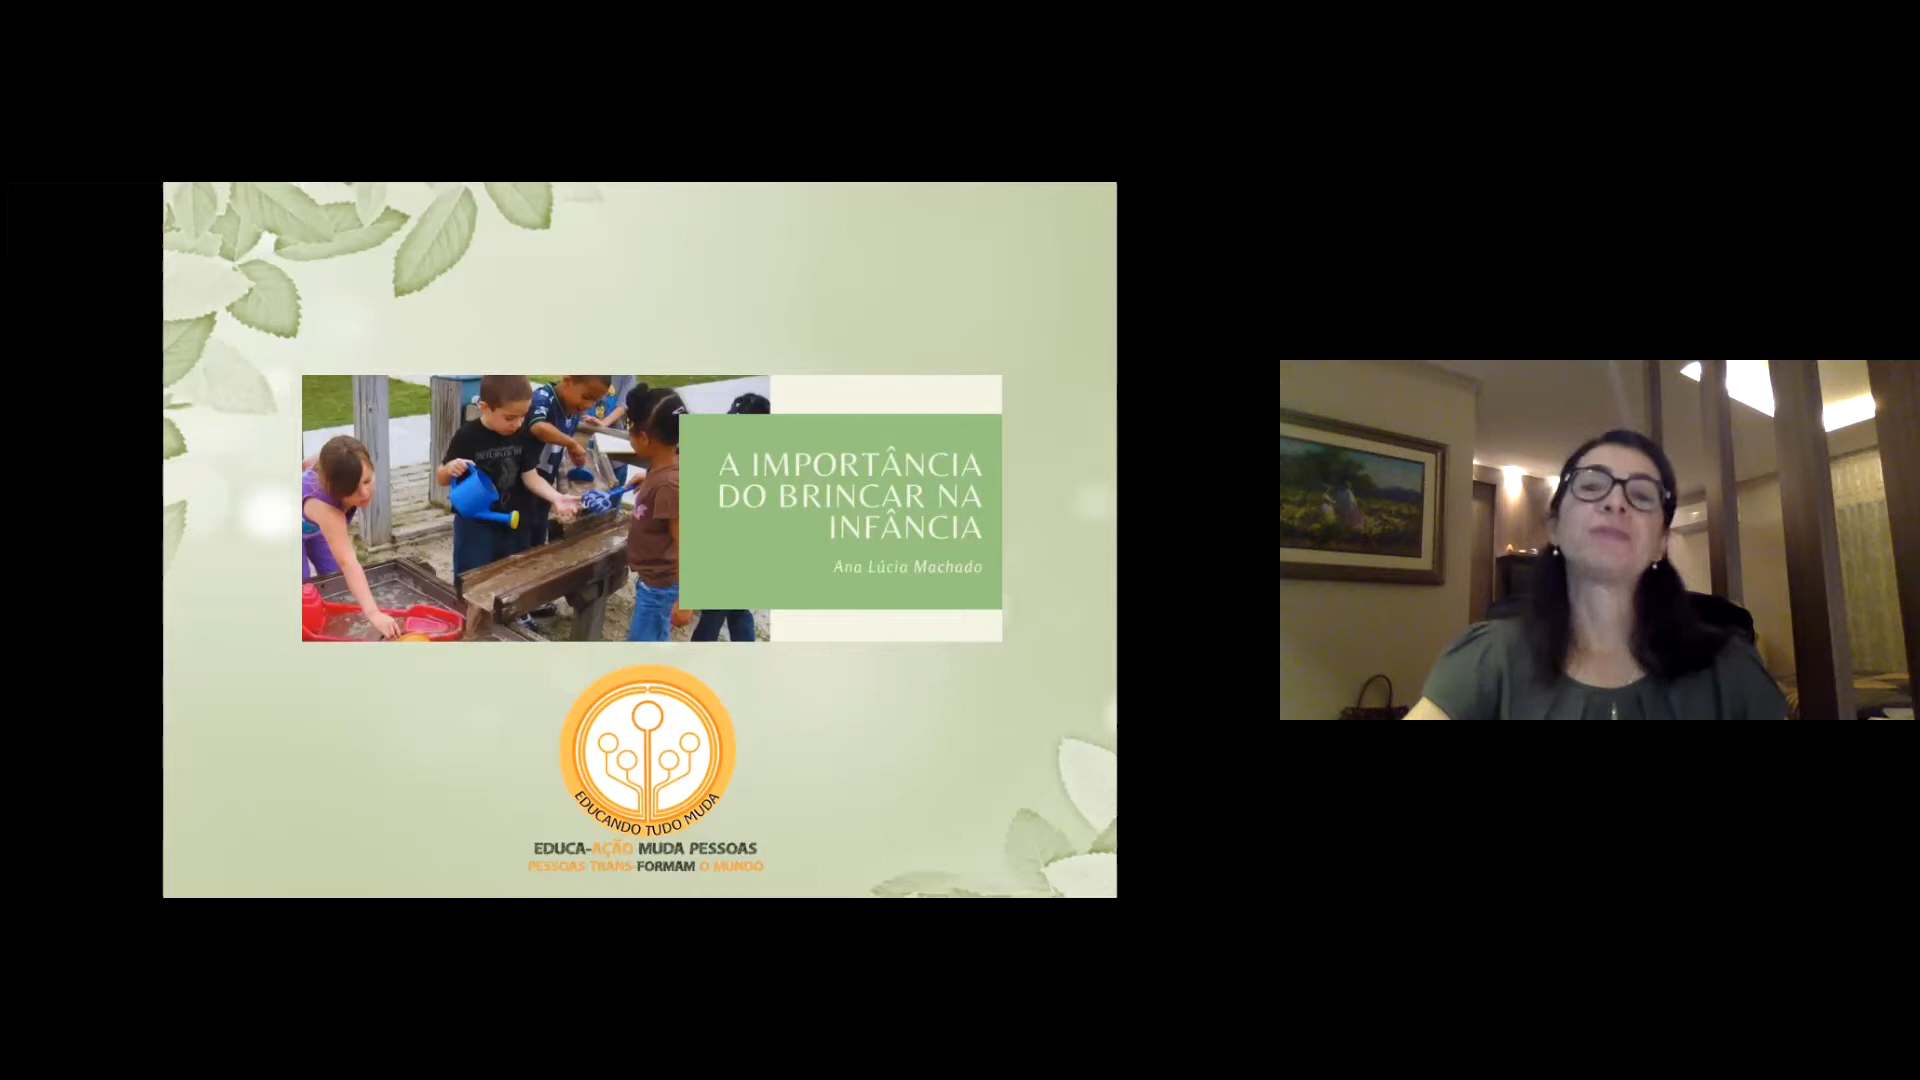 A IMPORTÂNCIA
DO BRINCAR NA
INFÂNCIA
Ana Lúcia Machado
EDUCANDO TUDO MUDA
EDUCA-AÇÃO MUDA PESSOAS
PESSOAS TRANS-FORMAM O MUNDO